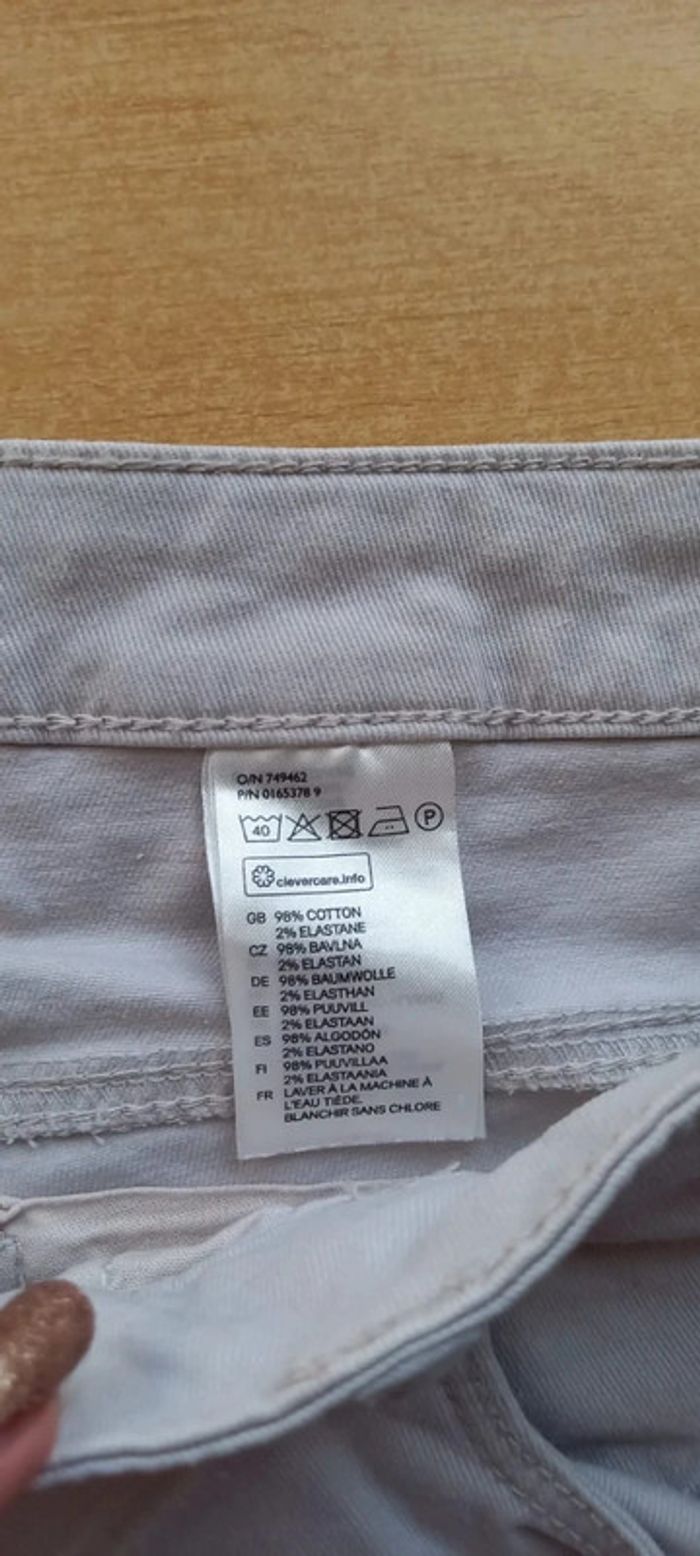 O/N 749462
P/N 0165378 9
40 P
clevercare.info
GB 98% COTTON
2% ELASTANE
CZ 98% BAVLNA
2% ELASTAN
DE 98% BAUMWOLLE
2% ELASTHAN
EE 98% PUUVILL
2% ELASTAAN
ES 98% ALGODÓN
2% ELASTANO
FI 98% PUUVILLAA
2% ELASTAANIA
FR LAVER À LA MACHINE À
L'EAU TIÈDE.
BLANCHIR SANS CHLORE